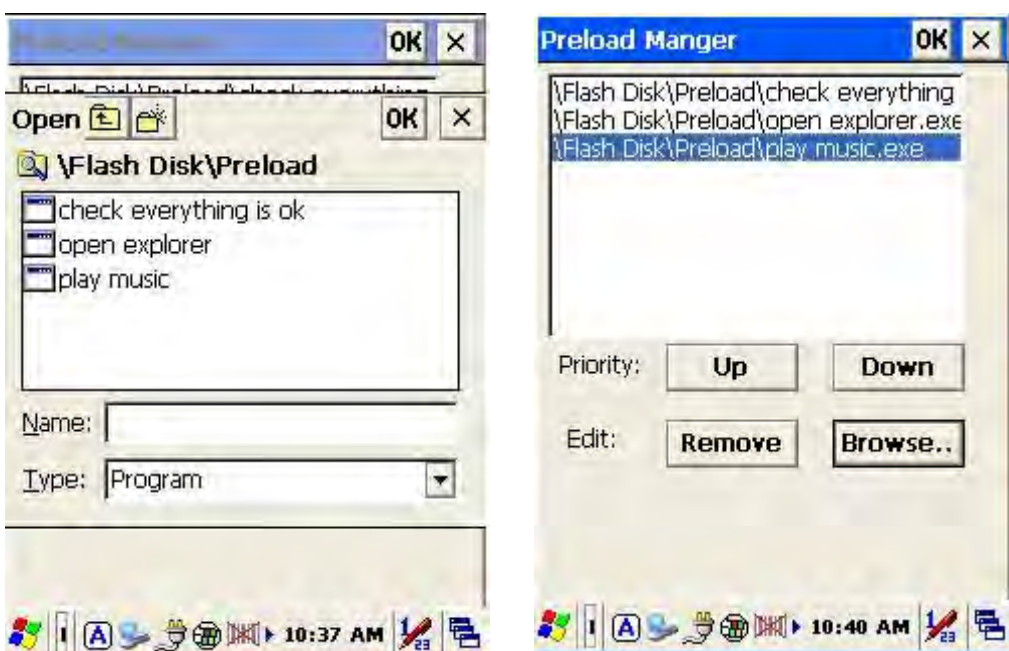 OK ×
Open OK ×
\Flash Disk\Preload
check everything is ok
open explorer
play music
Name:
Type: Program
10:37 AM
Preload Manger OK ×
\Flash Disk\Preload\check everything
\Flash Disk\Preload\open explorer.exe
\Flash Disk\Preload\play music.exe
Priority: Up Down
Edit: Remove Browse..
A 10:40 AM